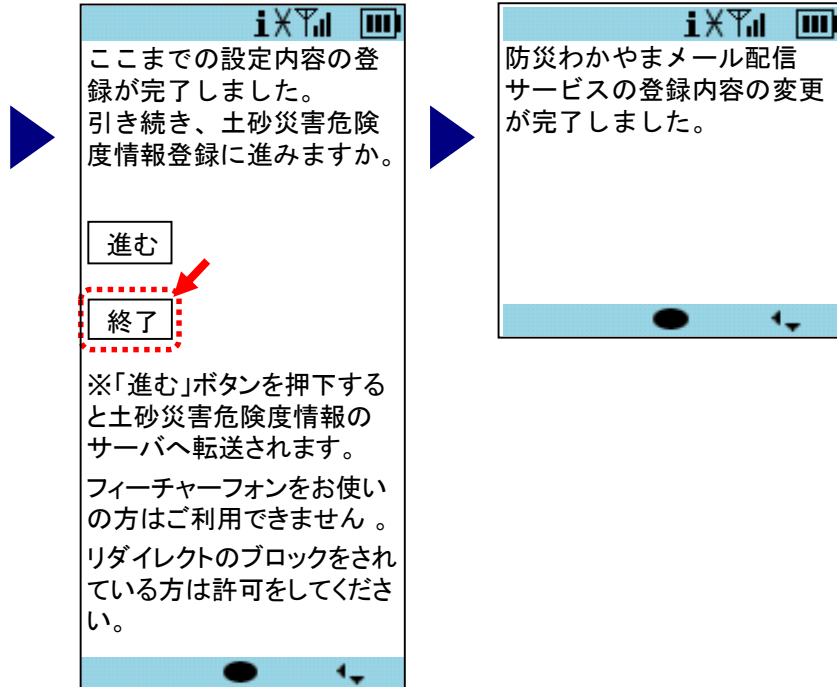 ここまでの設定内容の登
録が完了しました。
引き続き、土砂災害危険
度情報登録に進みますか。
進む
終了
※「進む」ボタンを押下する
と土砂災害危険度情報の
サーバへ転送されます。
フィーチャーフォンをお使い
の方はご利用できません 。
リダイレクトのブロックをされ
ている方は許可をしてくださ
い。
防災わかやまメール配信
サービスの登録内容の変更
が完了しました。